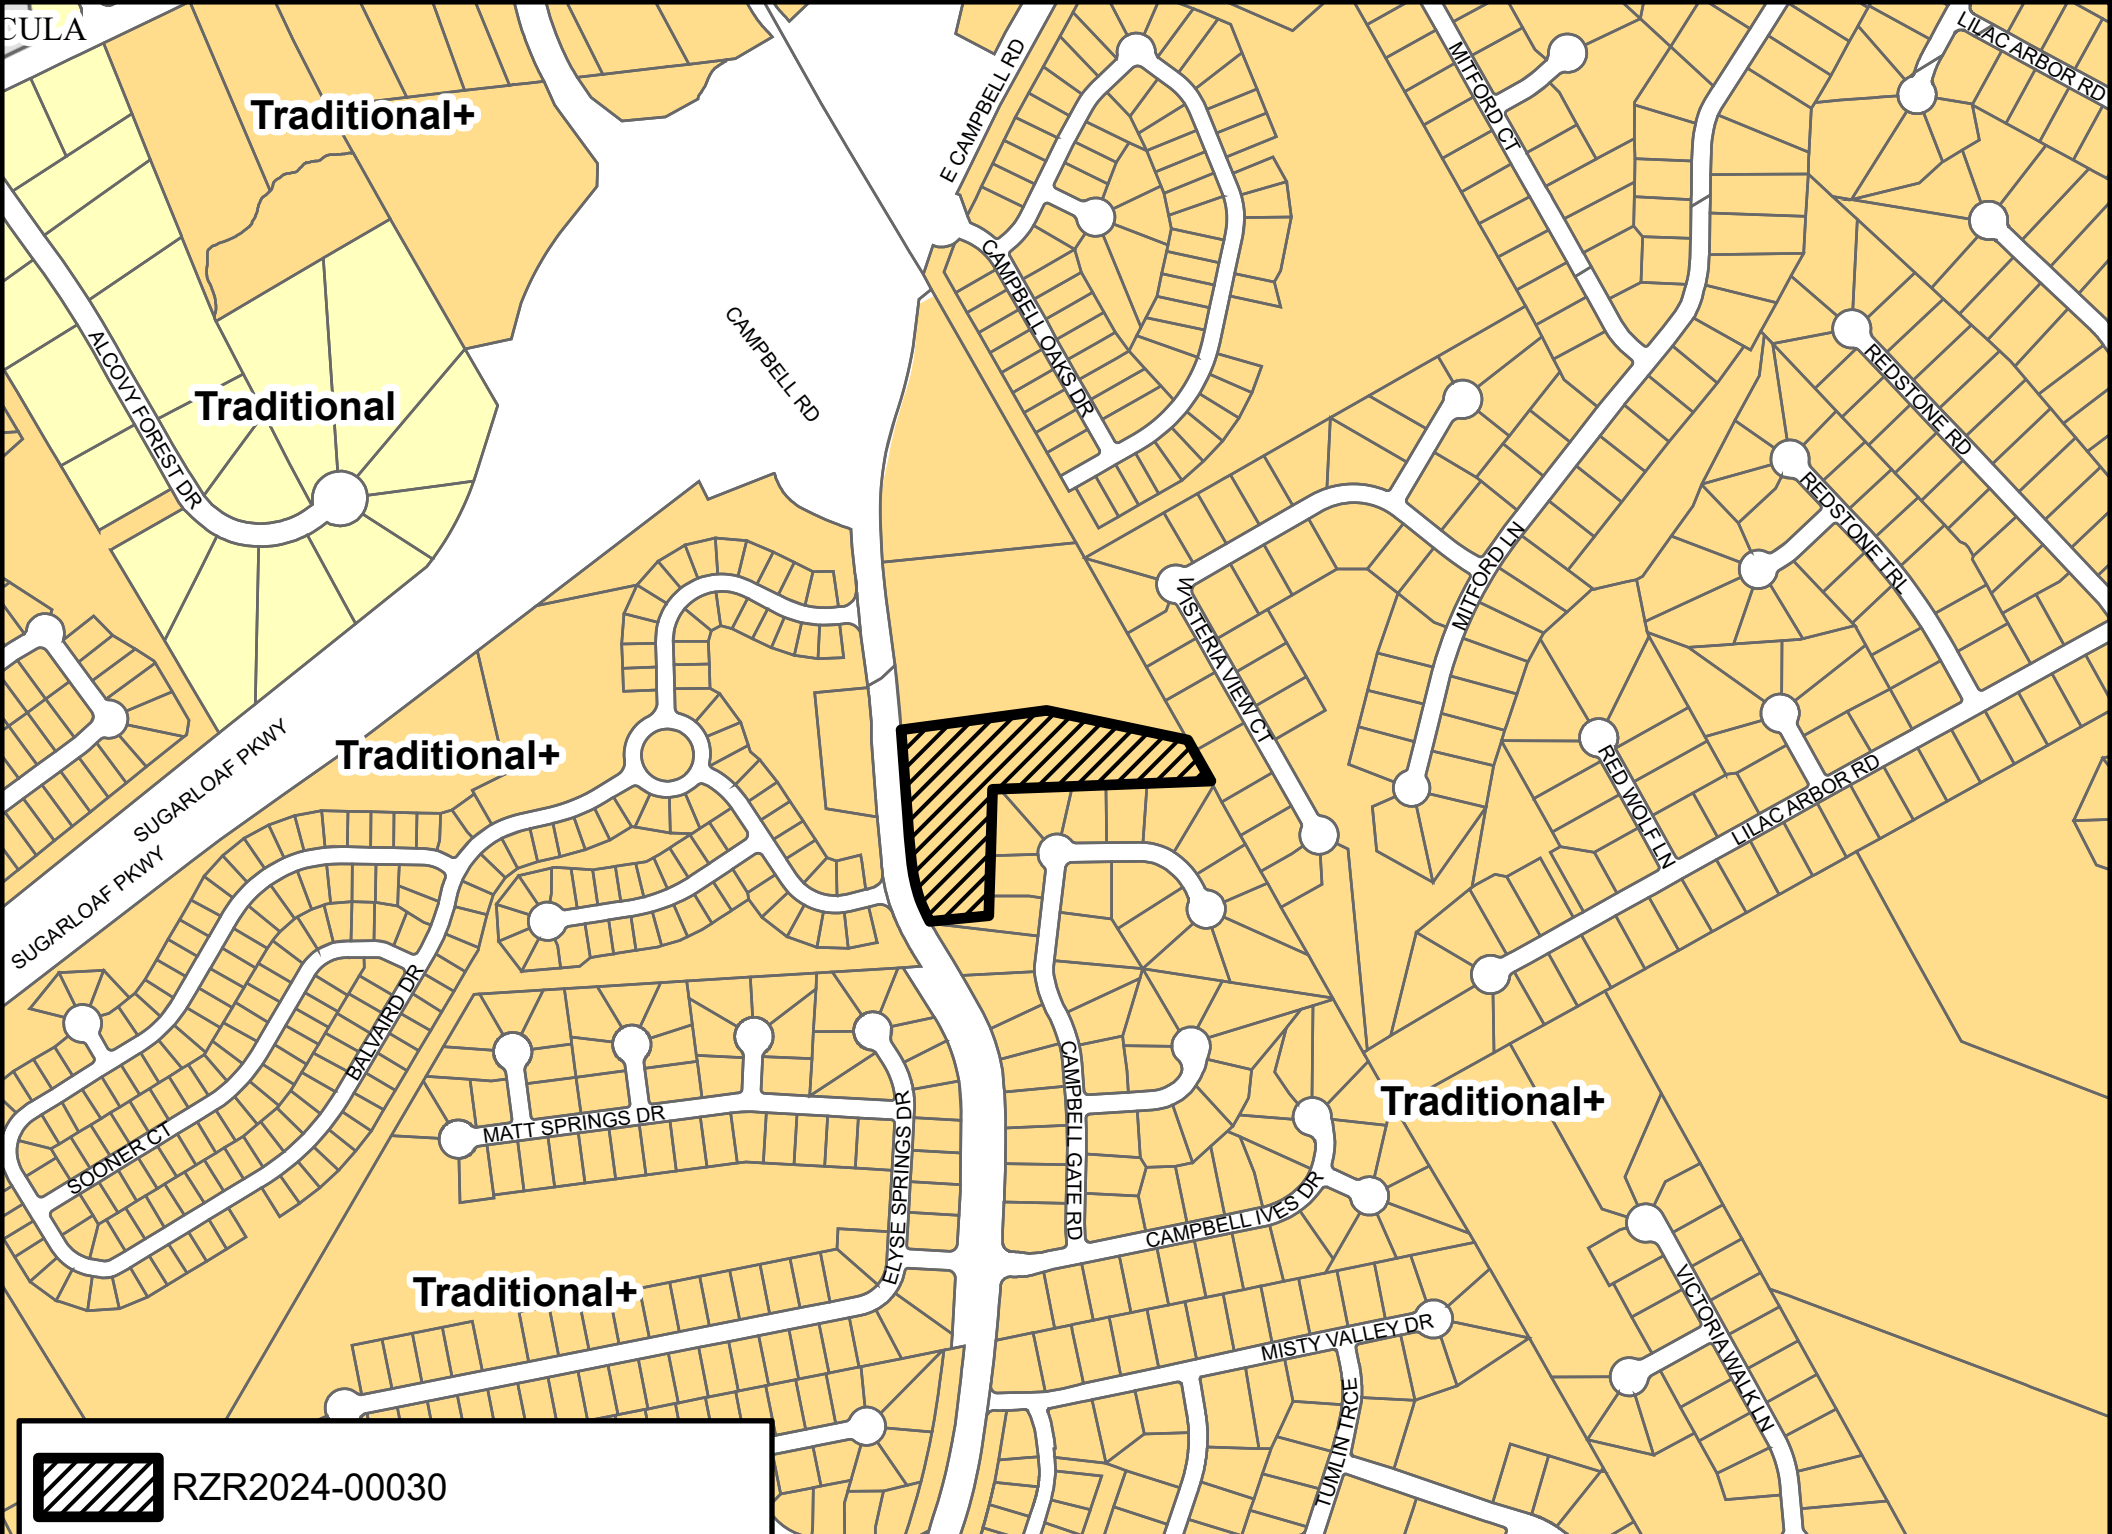 CULA
LILAC ARBOR RD
E CAMPBELL RD
MITFORD CT
Traditional+
CAMPBELL OAKS DR
CAMPBELL RD
ALCOVY FOREST DR
Traditional
REDSTONE RD
REDSTONE TRL
MITFORD LN
WISTERIA VIEW CT
SUGARLOAF PKWY
Traditional+
RED WOLF LN
LILAC ARBOR RD
SUGARLOAF PKWY
BALVAIRD DR
CAMPBELL GATE RD
Traditional+
MATT SPRINGS DR
SOONER CT
ELYSE SPRINGS DR
CAMPBELL IVES DR
Traditional+
VICTORIA WALK LN
MISTY VALLEY DR
TUMLIN TRCE
RZR2024-00030